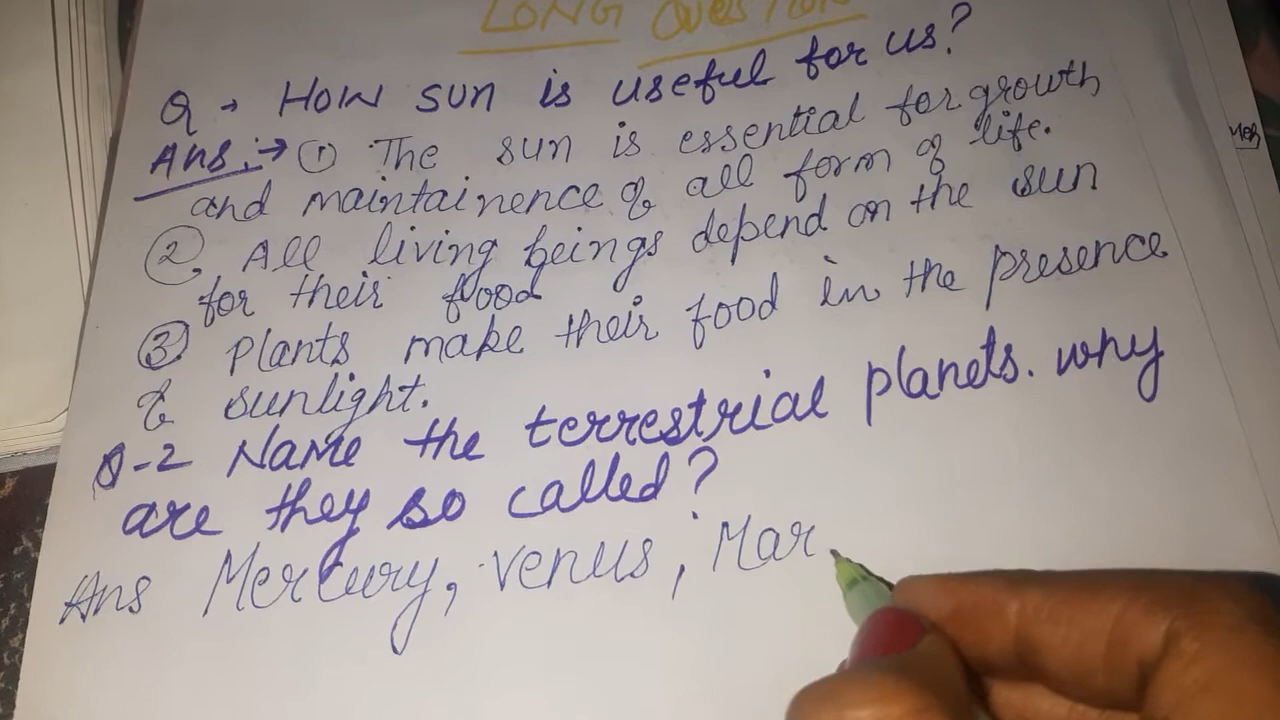 LONG QUESTION
Q → How sun is useful for us?
Ans :→ ① The sun is essential for growth
and maintainence of all form of life.
② All living beings depend on the sun
for their food
③ Plants make their food in the presence
of sunlight.
Q-2 Name the terrestrial planets. why
are they so called?
Ans Mercury, Venus, Mar